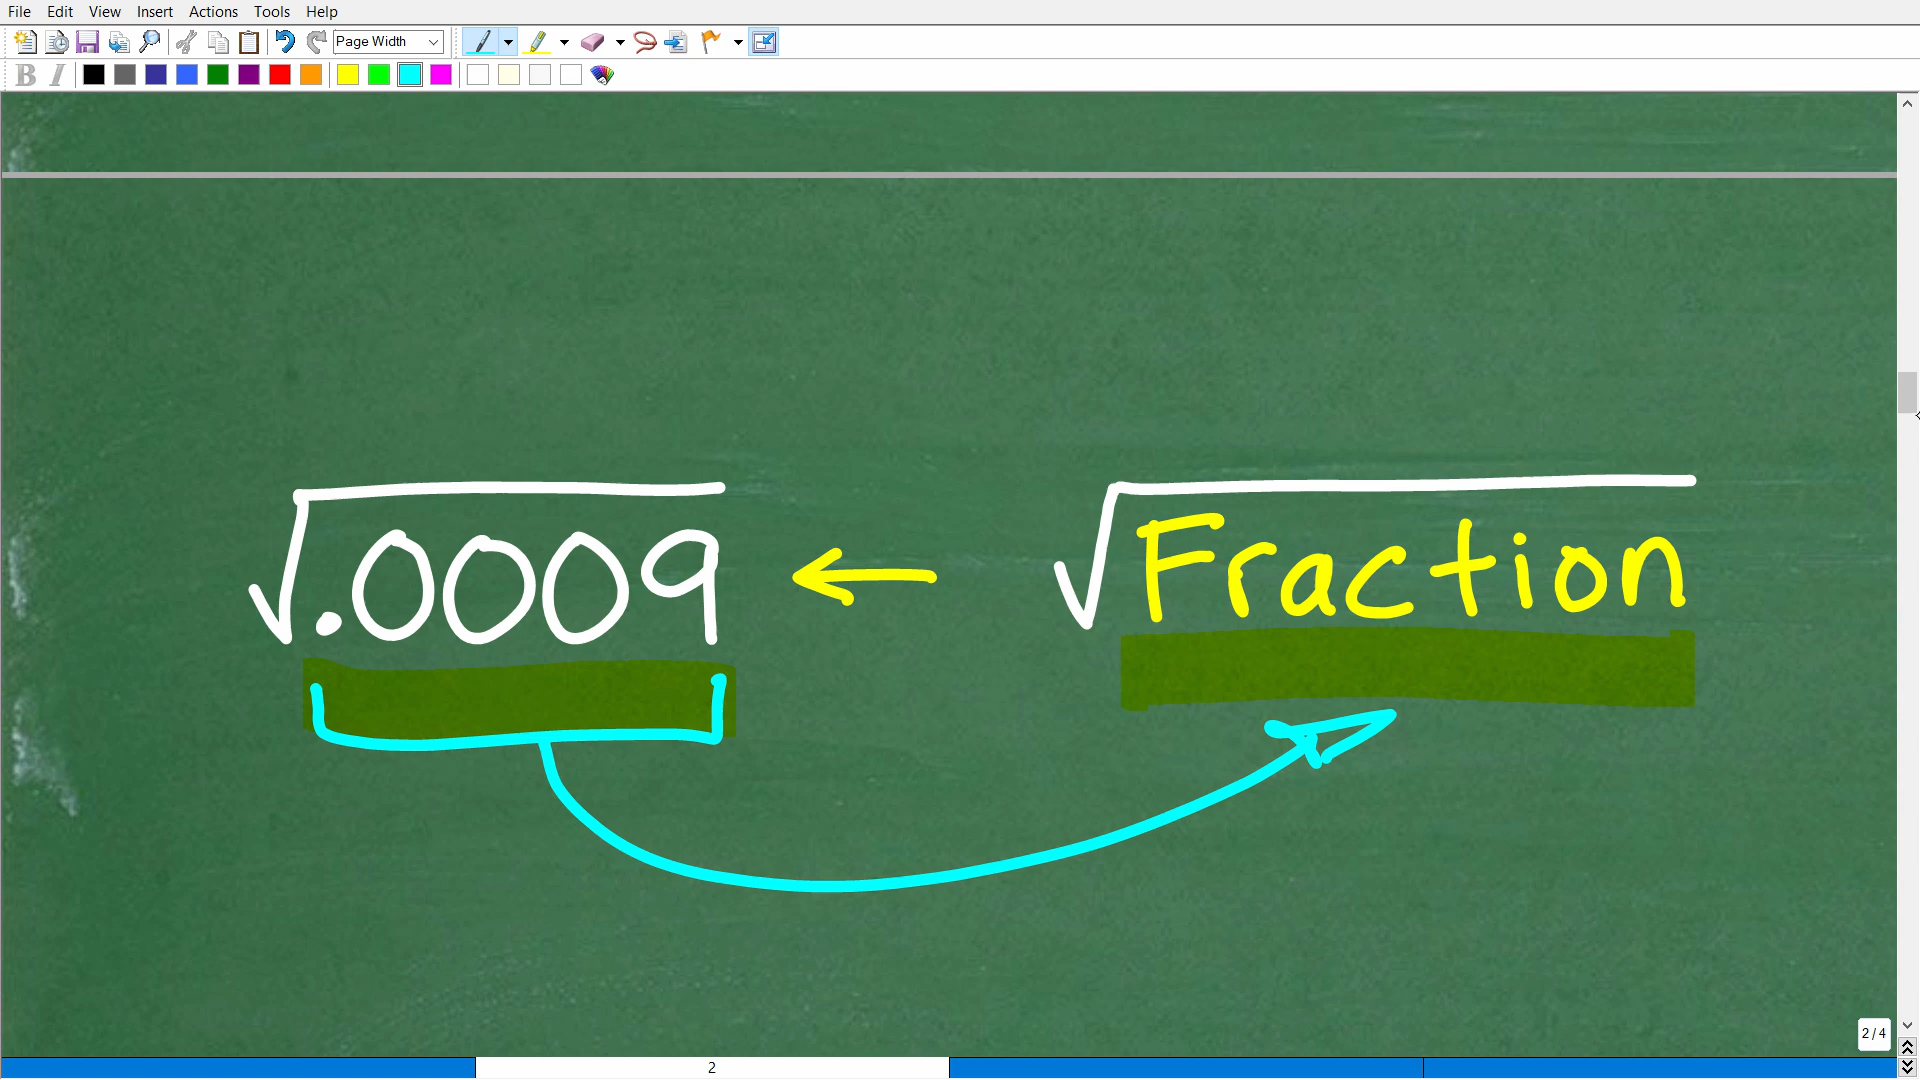 File Edit View Insert Actions Tools Help
Page Width
B I
√.0009 ← √Fraction
2 / 4
2